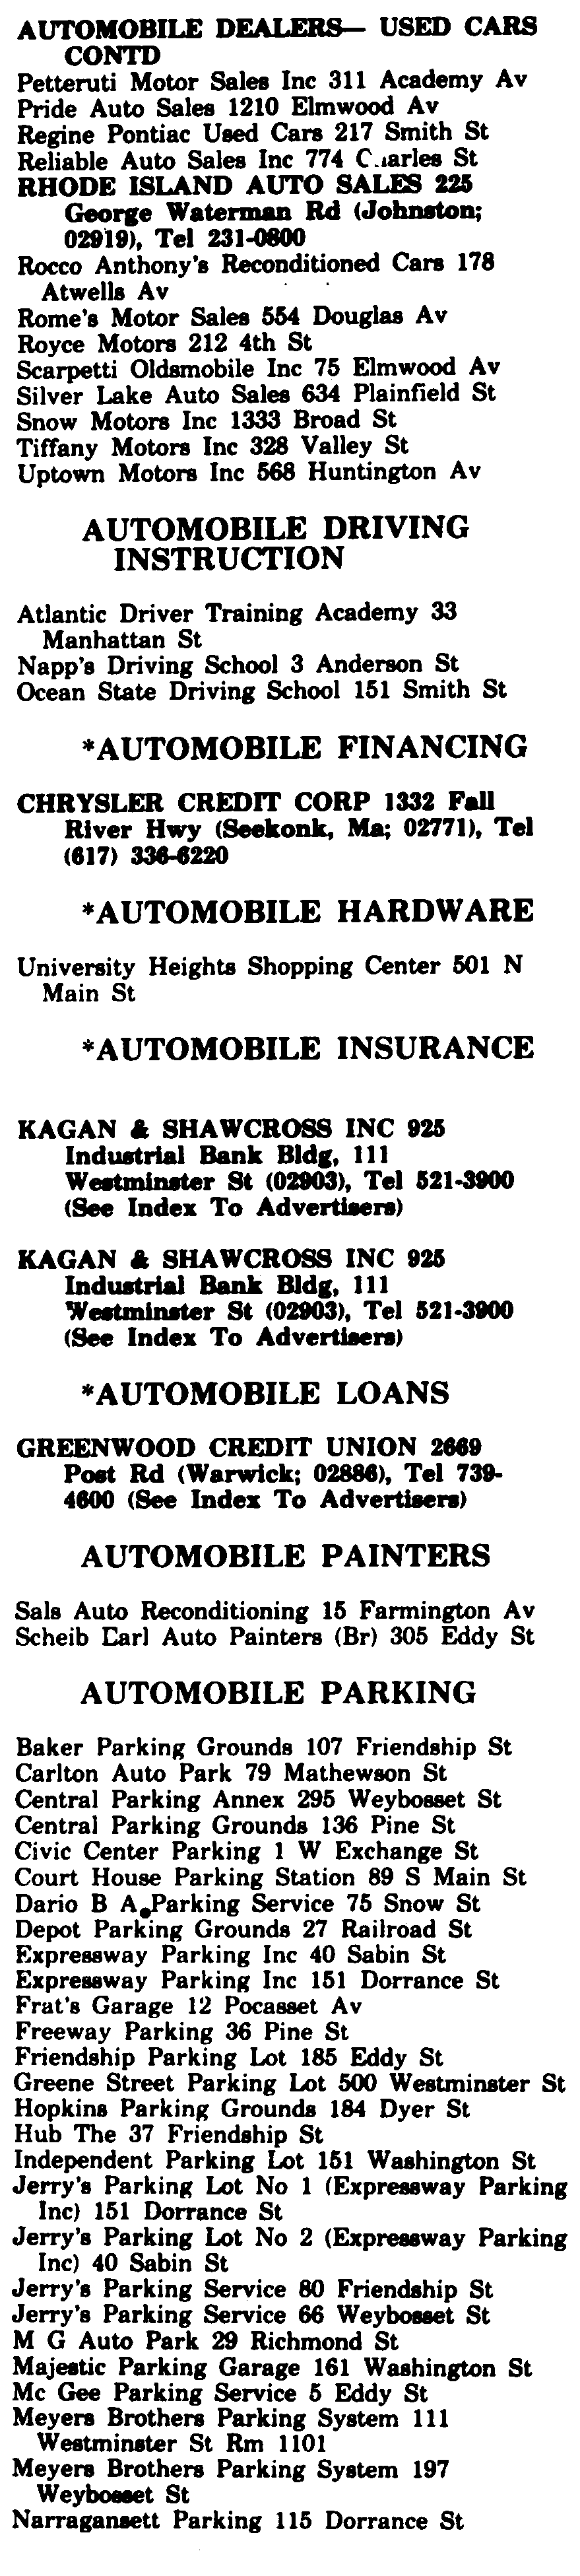 AUTOMOBILE DEALERS— USED CARS
CONTD
Petteruti Motor Sales Inc 311 Academy Av
Pride Auto Sales 1210 Elmwood Av
Regine Pontiac Used Cars 217 Smith St
Reliable Auto Sales Inc 774 Charles St
RHODE ISLAND AUTO SALES 225
George Waterman Rd (Johnston;
02919), Tel 231-0800
Rocco Anthony's Reconditioned Cars 178
Atwells Av
Rome's Motor Sales 554 Douglas Av
Royce Motors 212 4th St
Scarpetti Oldsmobile Inc 75 Elmwood Av
Silver Lake Auto Sales 634 Plainfield St
Snow Motors Inc 1333 Broad St
Tiffany Motors Inc 328 Valley St
Uptown Motors Inc 568 Huntington Av
AUTOMOBILE DRIVING
INSTRUCTION
Atlantic Driver Training Academy 33
Manhattan St
Napp's Driving School 3 Anderson St
Ocean State Driving School 151 Smith St
*AUTOMOBILE FINANCING
CHRYSLER CREDIT CORP 1332 Fall
River Hwy (Seekonk, Ma; 02771), Tel
(617) 336-6220
*AUTOMOBILE HARDWARE
University Heights Shopping Center 501 N
Main St
*AUTOMOBILE INSURANCE
KAGAN & SHAWCROSS INC 925
Industrial Bank Bldg, 111
Westminster St (02903), Tel 521-3900
(See Index To Advertisers)
KAGAN & SHAWCROSS INC 925
Industrial Bank Bldg, 111
Westminster St (02903), Tel 521-3900
(See Index To Advertisers)
*AUTOMOBILE LOANS
GREENWOOD CREDIT UNION 2669
Post Rd (Warwick; 02886), Tel 739-
4600 (See Index To Advertisers)
AUTOMOBILE PAINTERS
Sals Auto Reconditioning 15 Farmington Av
Scheib Earl Auto Painters (Br) 305 Eddy St
AUTOMOBILE PARKING
Baker Parking Grounds 107 Friendship St
Carlton Auto Park 79 Mathewson St
Central Parking Annex 295 Weybosset St
Central Parking Grounds 136 Pine St
Civic Center Parking 1 W Exchange St
Court House Parking Station 89 S Main St
Dario B A Parking Service 75 Snow St
Depot Parking Grounds 27 Railroad St
Expressway Parking Inc 40 Sabin St
Expressway Parking Inc 151 Dorrance St
Frat's Garage 12 Pocasset Av
Freeway Parking 36 Pine St
Friendship Parking Lot 185 Eddy St
Greene Street Parking Lot 500 Westminster St
Hopkins Parking Grounds 184 Dyer St
Hub The 37 Friendship St
Independent Parking Lot 151 Washington St
Jerry's Parking Lot No 1 (Expressway Parking
Inc) 151 Dorrance St
Jerry's Parking Lot No 2 (Expressway Parking
Inc) 40 Sabin St
Jerry's Parking Service 80 Friendship St
Jerry's Parking Service 66 Weybosset St
M G Auto Park 29 Richmond St
Majestic Parking Garage 161 Washington St
Mc Gee Parking Service 5 Eddy St
Meyers Brothers Parking System 111
Westminster St Rm 1101
Meyers Brothers Parking System 197
Weybosset St
Narragansett Parking 115 Dorrance St